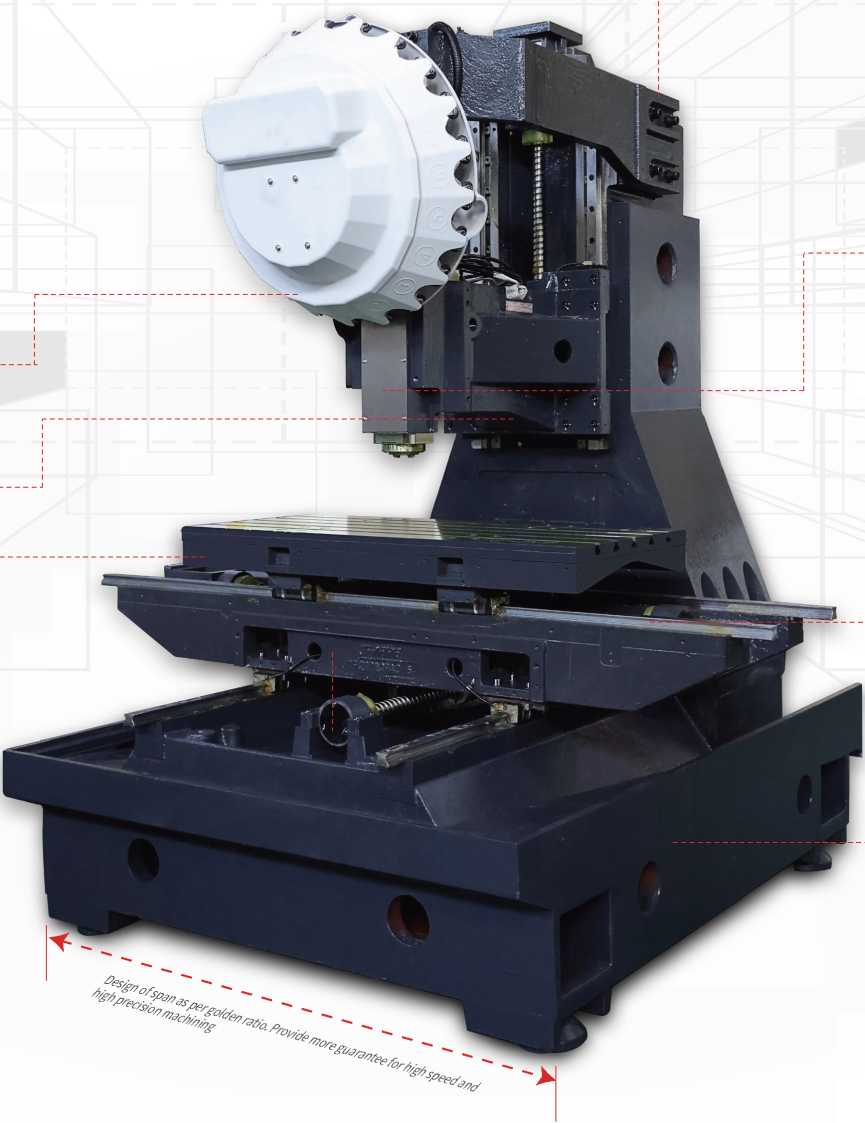 Design of span as per golden ratio. Provide more guarantee for high speed and
high precision machining